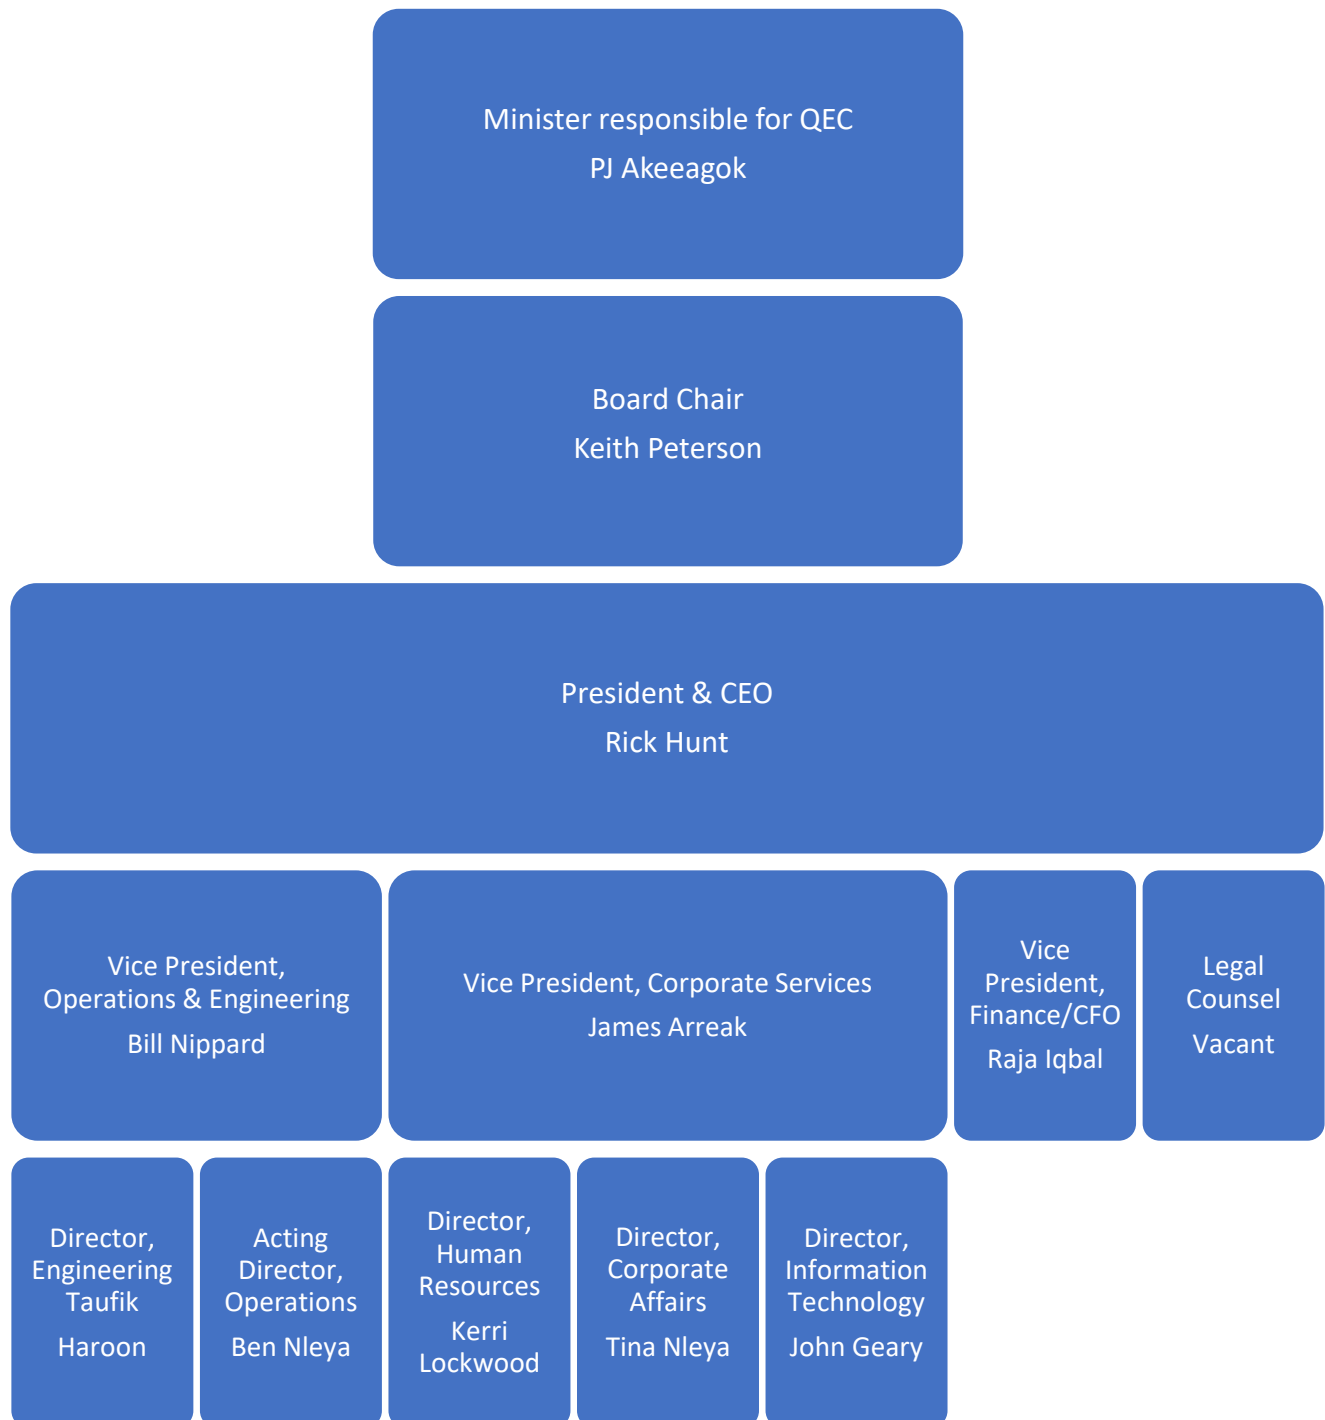 Minister responsible for QEC
PJ Akeeagok
Board Chair
Keith Peterson
President & CEO
Rick Hunt
Vice President,
Operations & Engineering
Bill Nippard
Vice President, Corporate Services
James Arreak
Vice
President,
Finance/CFO
Raja Iqbal
Legal
Counsel
Vacant
Director,
Engineering
Taufik
Haroon
Acting
Director,
Operations
Ben Nleya
Director,
Human
Resources
Kerri
Lockwood
Director,
Corporate
Affairs
Tina Nleya
Director,
Information
Technology
John Geary